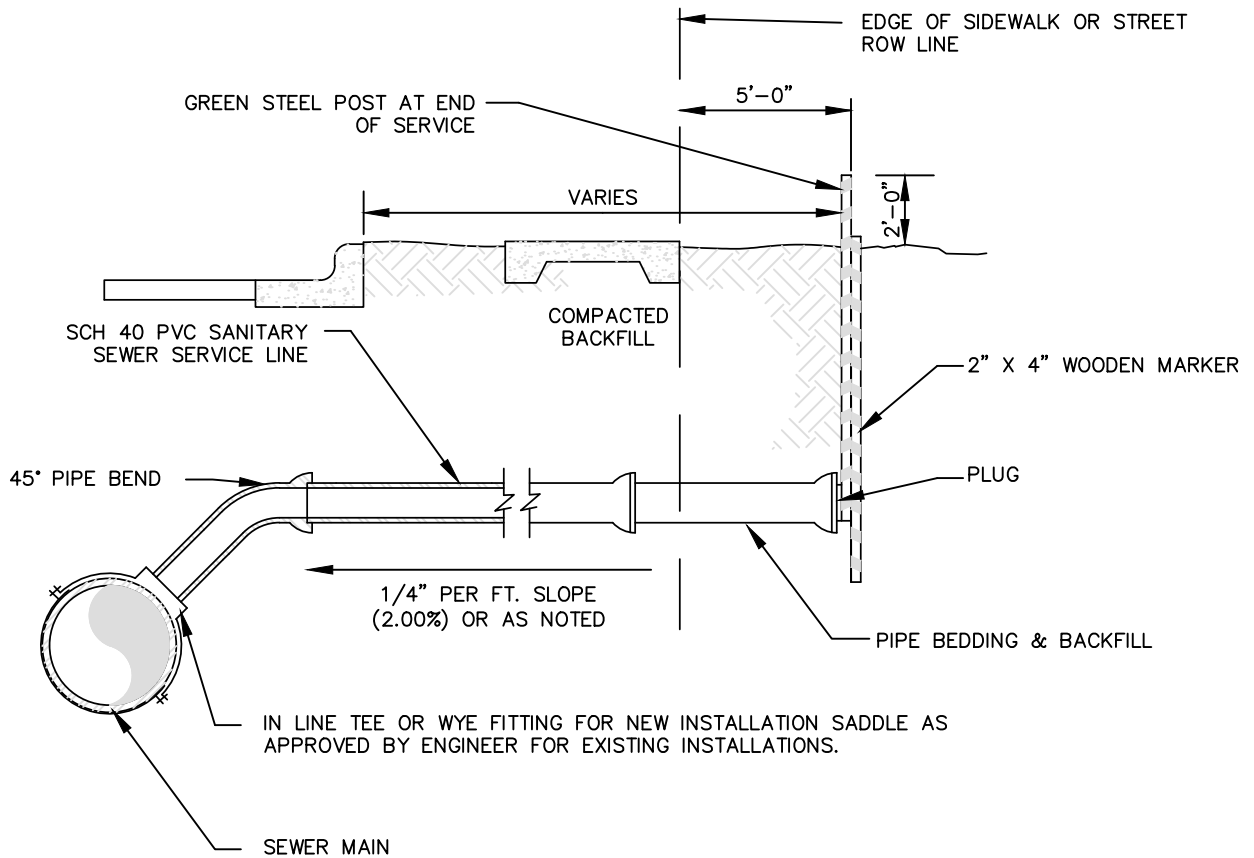 EDGE OF SIDEWALK OR STREET
ROW LINE
5'-0"
GREEN STEEL POST AT END
OF SERVICE
VARIES
2'-0"
COMPACTED
BACKFILL
SCH 40 PVC SANITARY
SEWER SERVICE LINE
2" X 4" WOODEN MARKER
45° PIPE BEND
PLUG
1/4" PER FT. SLOPE
(2.00%) OR AS NOTED
PIPE BEDDING & BACKFILL
IN LINE TEE OR WYE FITTING FOR NEW INSTALLATION SADDLE AS
APPROVED BY ENGINEER FOR EXISTING INSTALLATIONS.
SEWER MAIN